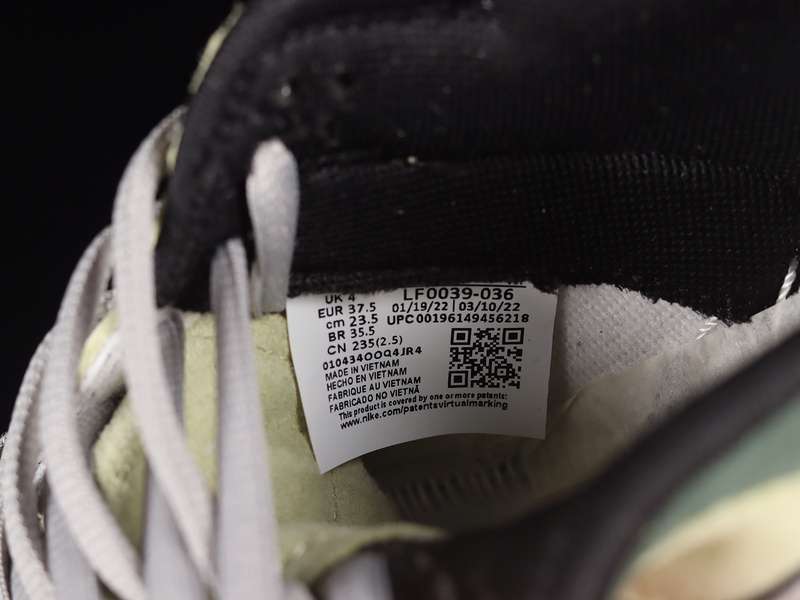 UK 4
EUR 37.5
cm 23.5
BR 35.5
CN 235(2.5)
LF0039-036
01/19/22 | 03/10/22
UPC00196149456218
010434OOQ4JR4
MADE IN VIETNAM
HECHO EN VIETNAM
FABRIQUE AU VIETNAM
FABRICADO NO VIETNÃ
This product is covered by one or more patents:
www.nike.com/patentsvirtualmarking